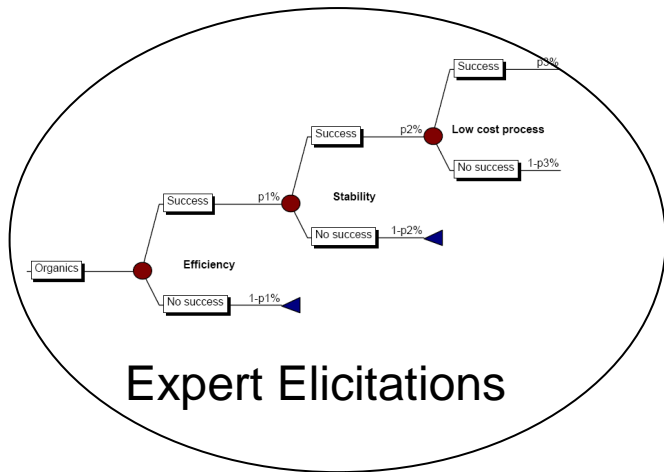 Success p3%
Success p2% Low cost process
No success 1-p3%
Success p1% Stability
No success 1-p2%
Organics Efficiency
No success 1-p1%
Expert Elicitations